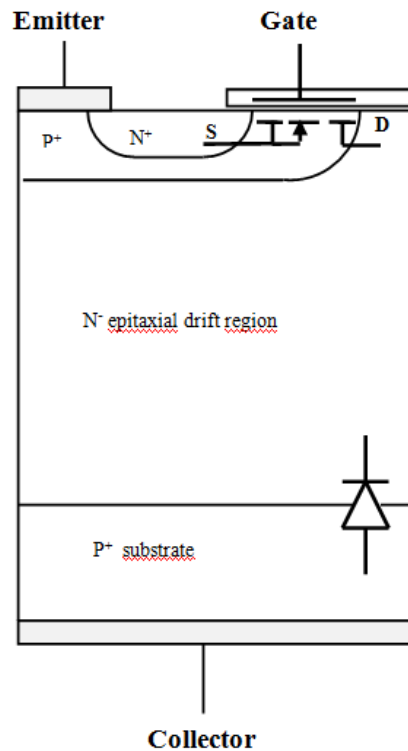 Emitter
Gate
P⁺
N⁺
S
D
N⁻ epitaxial drift region
P⁺ substrate
Collector